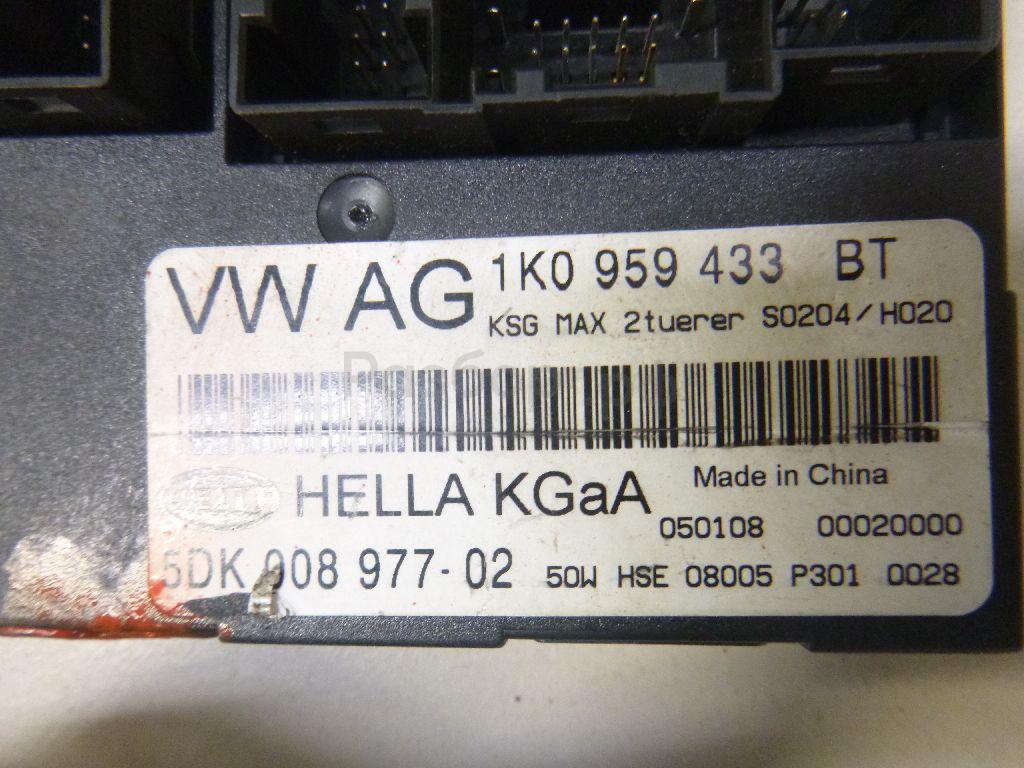 VW AG 1K0 959 433 BT
KSG MAX 2tuerer S0204/H020
HELLA KGaA Made in China
050108 00020000
5DK 008 977-02 50W HSE 08005 P301 0028